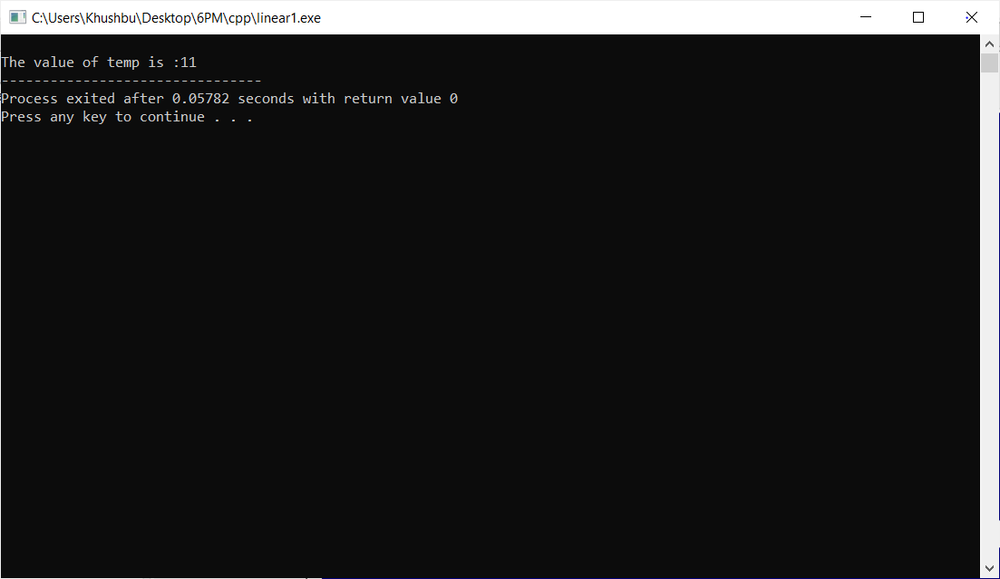 C:\Users\Khushbu\Desktop\6PM\cpp\linear1.exe
The value of temp is :11
--------------------------------
Process exited after 0.05782 seconds with return value 0
Press any key to continue . . .